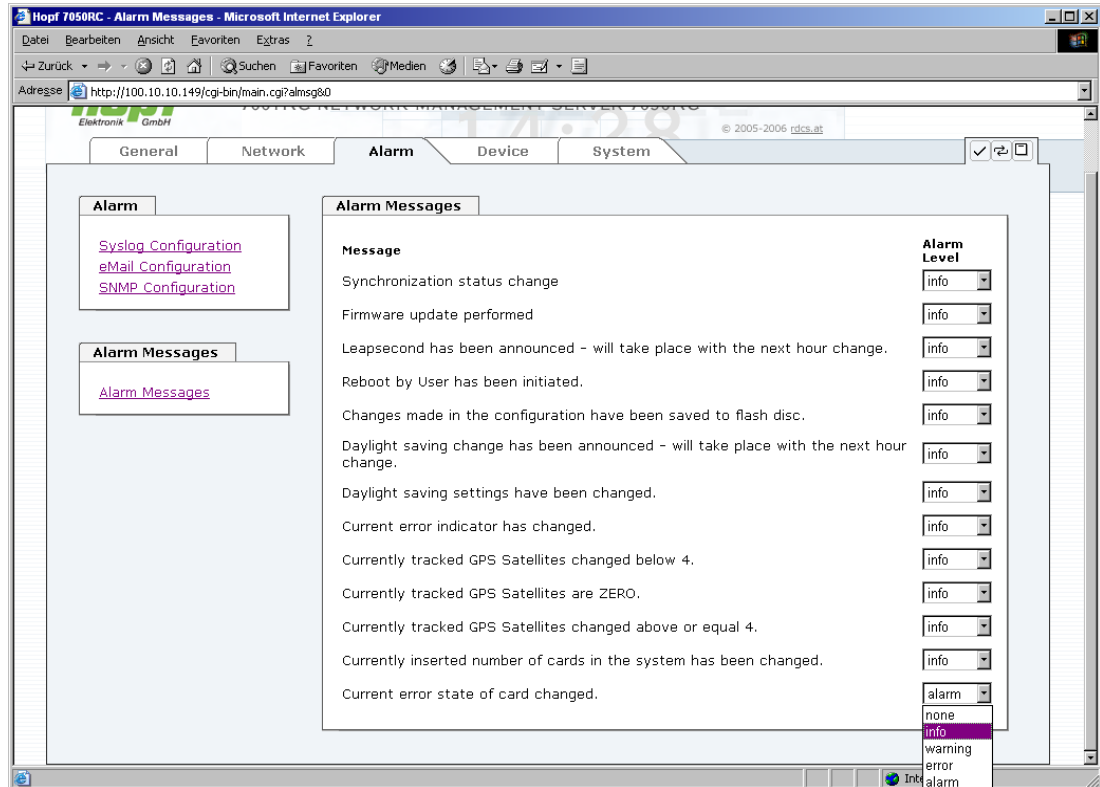 Hopf 7050RC - Alarm Messages - Microsoft Internet Explorer
Datei Bearbeiten Ansicht Favoriten Extras ?
Zurück Suchen Favoriten Medien
Adresse http://100.10.10.149/cgi-bin/main.cgi?almsg&0
Elektronik GmbH
© 2005-2006 rdcs.at
General Network Alarm Device System
Alarm
Syslog Configuration
eMail Configuration
SNMP Configuration
Alarm Messages
Alarm Messages
Alarm Messages
Message Alarm Level
Synchronization status change info
Firmware update performed info
Leapsecond has been announced - will take place with the next hour change. info
Reboot by User has been initiated. info
Changes made in the configuration have been saved to flash disc. info
Daylight saving change has been announced - will take place with the next hour
change. info
Daylight saving settings have been changed. info
Current error indicator has changed. info
Currently tracked GPS Satellites changed below 4. info
Currently tracked GPS Satellites are ZERO. info
Currently tracked GPS Satellites changed above or equal 4. info
Currently inserted number of cards in the system has been changed. info
Current error state of card changed. alarm
none
info
warning
error
alarm
Inte